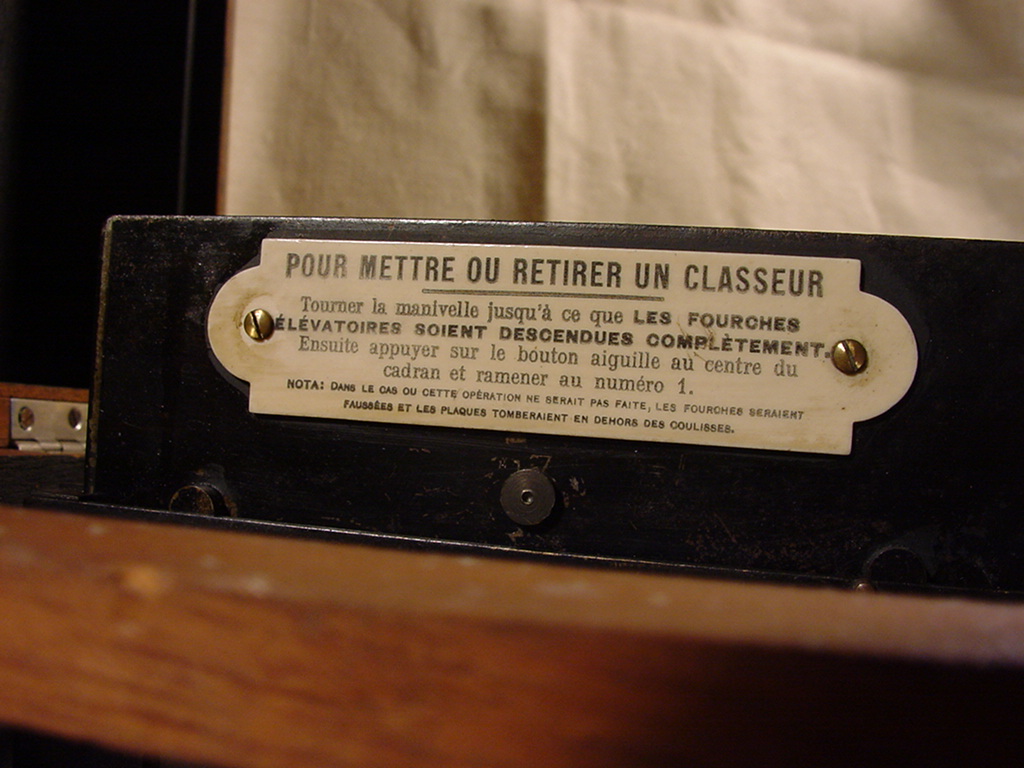 POUR METTRE OU RETIRER UN CLASSEUR
Tourner la manivelle jusqu'à ce que LES FOURCHES
ÉLÉVATOIRES SOIENT DESCENDUES COMPLÈTEMENT.
Ensuite appuyer sur le bouton aiguille au centre du
cadran et ramener au numéro 1.
NOTA: DANS LE CAS OU CETTE OPÉRATION NE SERAIT PAS FAITE, LES FOURCHES SERAIENT
FAUSSÉES ET LES PLAQUES TOMBERAIENT EN DEHORS DES COULISSES.